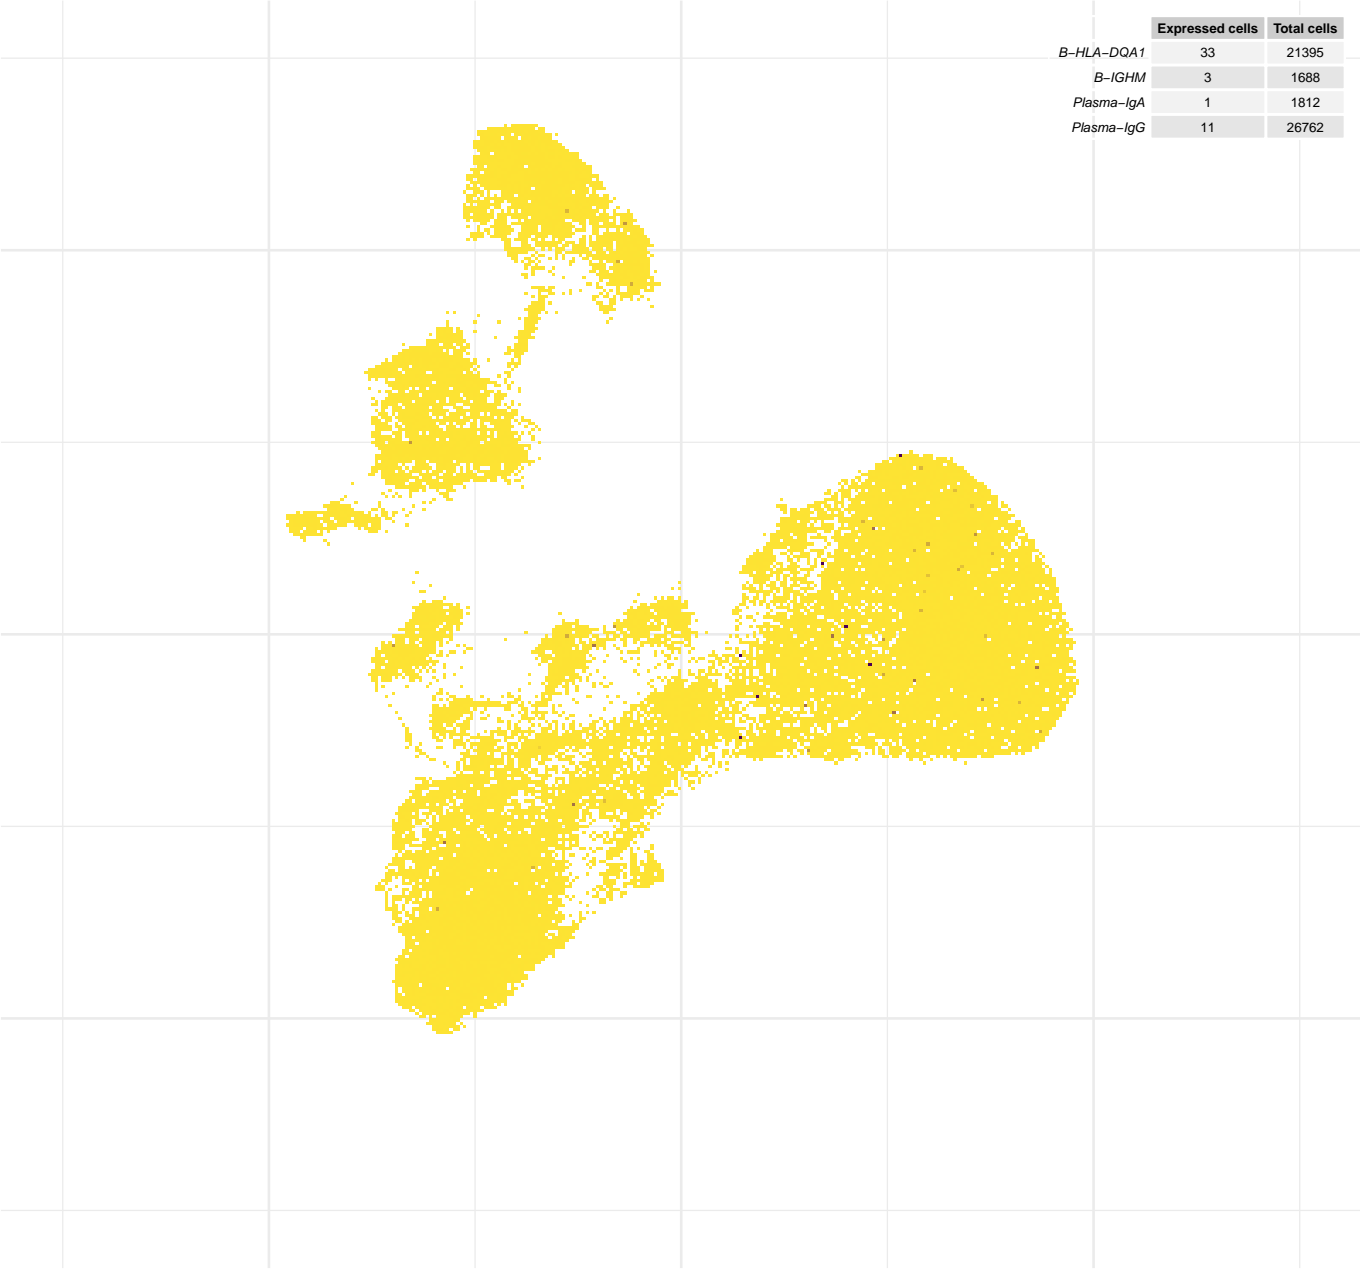 Expressed cells Total cells
B−HLA−DQA1 33 21395
B−IGHM 3 1688
Plasma−IgA 1 1812
Plasma−IgG 11 26762